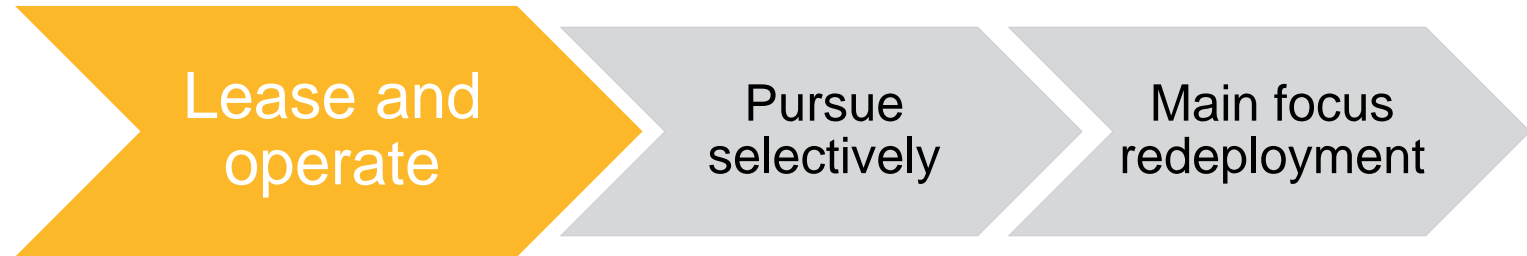 Lease and
operate
Pursue
selectively
Main focus
redeployment